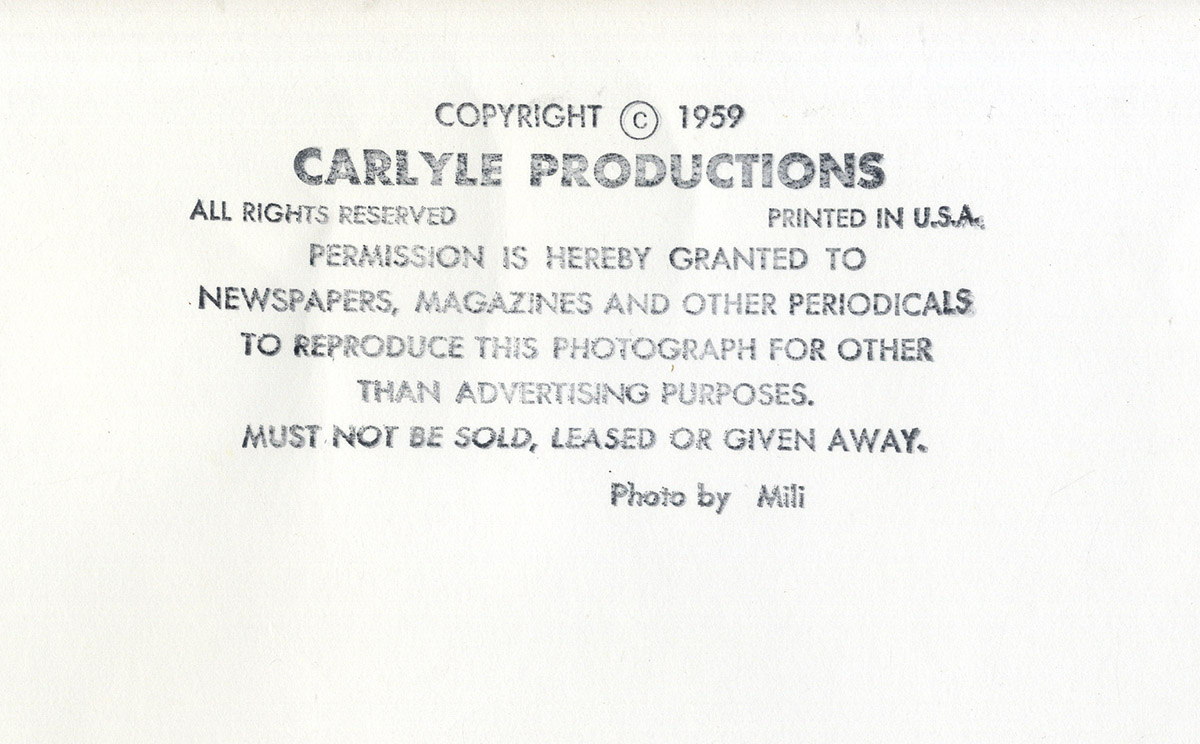 COPYRIGHT © 1959
CARLYLE PRODUCTIONS
ALL RIGHTS RESERVED PRINTED IN U.S.A.
PERMISSION IS HEREBY GRANTED TO
NEWSPAPERS, MAGAZINES AND OTHER PERIODICALS
TO REPRODUCE THIS PHOTOGRAPH FOR OTHER
THAN ADVERTISING PURPOSES.
MUST NOT BE SOLD, LEASED OR GIVEN AWAY.
Photo by Mili